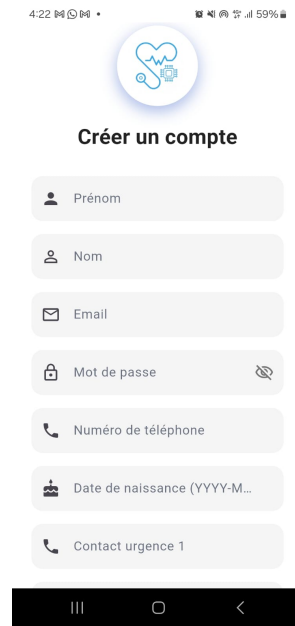 4:22 59%
Créer un compte
Prénom
Nom
Email
Mot de passe
Numéro de téléphone
Date de naissance (YYYY-M...
Contact urgence 1